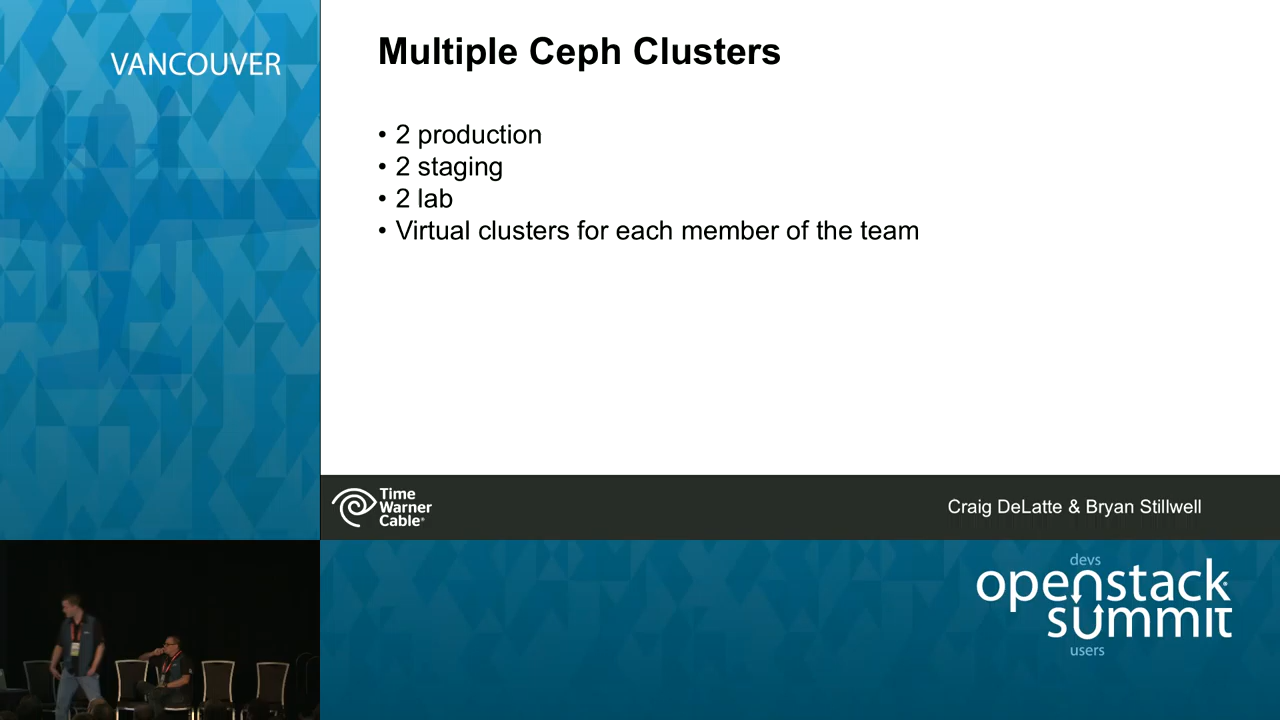 VANCOUVER
Multiple Ceph Clusters
• 2 production
• 2 staging
• 2 lab
• Virtual clusters for each member of the team
Time
Warner
Cable®
Craig DeLatte & Bryan Stillwell
devs
openstack
summit
users